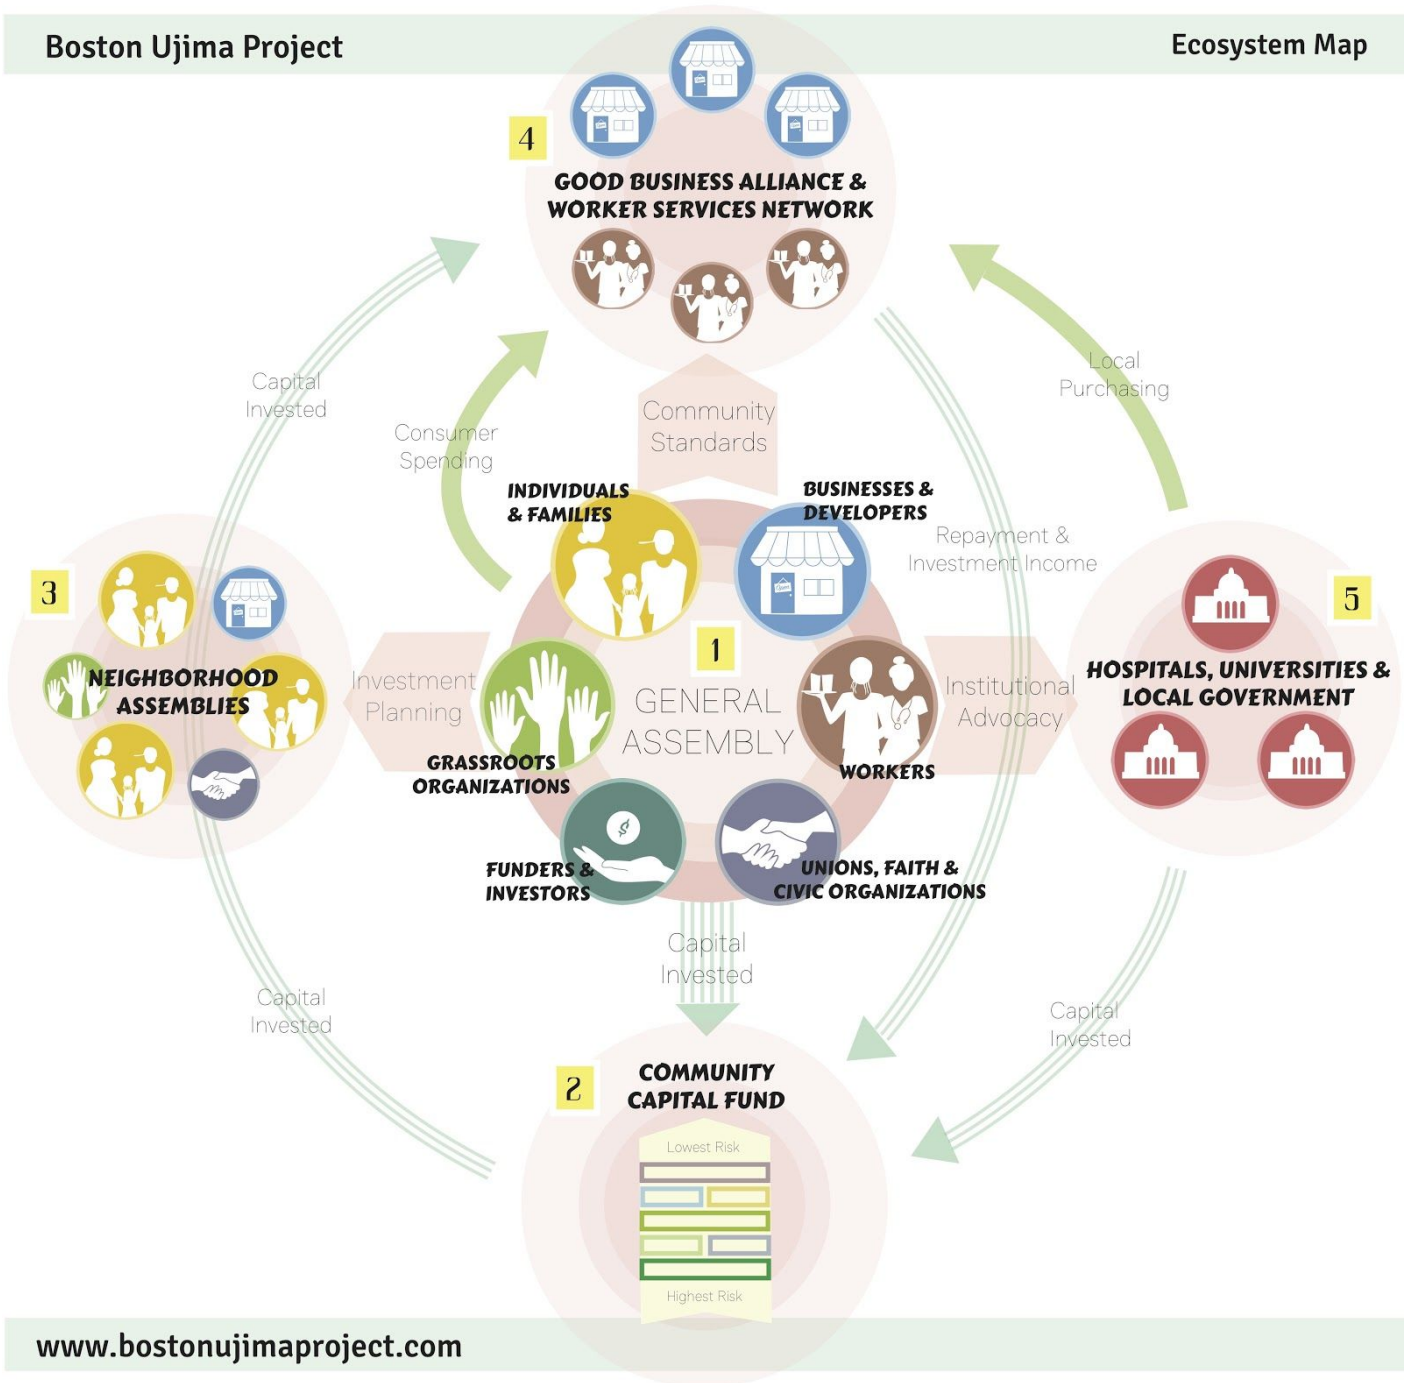 Boston Ujima Project
Ecosystem Map
4
GOOD BUSINESS ALLIANCE &
WORKER SERVICES NETWORK
Capital
Invested
Consumer
Spending
Community
Standards
Local
Purchasing
INDIVIDUALS
& FAMILIES
BUSINESSES &
DEVELOPERS
Repayment &
Investment Income
3
NEIGHBORHOOD
ASSEMBLIES
Investment
Planning
1
GENERAL
ASSEMBLY
Institutional
Advocacy
5
HOSPITALS, UNIVERSITIES &
LOCAL GOVERNMENT
GRASSROOTS
ORGANIZATIONS
WORKERS
FUNDERS &
INVESTORS
UNIONS, FAITH &
CIVIC ORGANIZATIONS
Capital
Invested
Capital
Invested
Capital
Invested
2
COMMUNITY
CAPITAL FUND
Lowest Risk
Highest Risk
www.bostonujimaproject.com